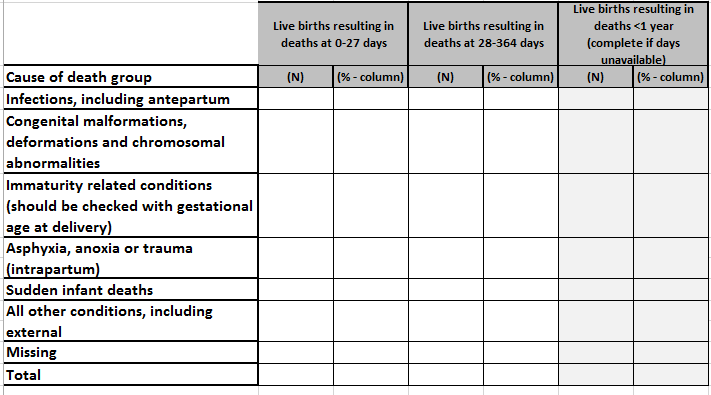 Live births resulting in deaths at 0-27 days
Live births resulting in deaths at 28-364 days
Live births resulting in deaths <1 year (complete if days unavailable)
Cause of death group (N) (% - column) (N) (% - column) (N) (% - column)
Infections, including antepartum
Congenital malformations,
deformations and chromosomal
abnormalities
Immaturity related conditions
(should be checked with gestational
age at delivery)
Asphyxia, anoxia or trauma
(intrapartum)
Sudden infant deaths
All other conditions, including
external
Missing
Total